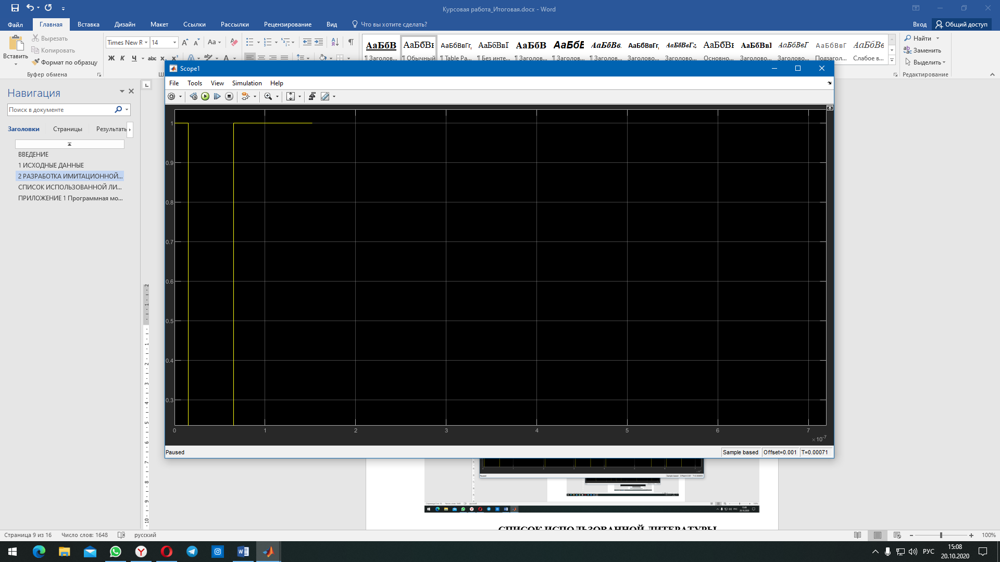 Курсовая работа_Итоговая.docx - Word
Файл Главная Вставка Дизайн Макет Ссылки Рассылки Рецензирование Вид Что вы хотите сделать? Вход Общий доступ
Вставить
Вырезать
Копировать
Формат по образцу
Буфер обмена
Times New R 14
Ж К Ч abc x x²
АаБбВ АаБбВв АаБбВвГг, АаБбВвГ АаБбВ АаБбВ АаБбВв. АаБбВвГг, АаБбВвГг, АаБбВв АаБбВвГ АаБбВвГ АаБбВвГ АаБбВв
¶ Заголов... ¶ Обычный ¶ Table Pa... ¶ Без инте... ¶ Заголов... ¶ Заголов... ¶ Заголов... Заголово... Заголово... Основно... Заголово... Заголово... Подзагол... Слабое в...
Найти
Заменить
Выделить
Редактирование
Навигация
Поиск в документе
Заголовки Страницы Результаты
ВВЕДЕНИЕ
1 ИСХОДНЫЕ ДАННЫЕ
2 РАЗРАБОТКА ИМИТАЦИОННОЙ...
СПИСОК ИСПОЛЬЗОВАННОЙ ЛИ...
ПРИЛОЖЕНИЕ 1 Программная мо...
Scope1
File Tools View Simulation Help
1
0.9
0.8
0.7
0.6
0.5
0.4
0.3
0 1 2 3 4 5 6 7
×10-7
Paused Sample based Offset=0.001 T=0.00071
СПИСОК ИСПОЛЬЗОВАННОЙ ЛИТЕРАТУРЫ
Страница 9 из 16 Число слов: 1648 русский 100%
РУС
15:08
20.10.2020